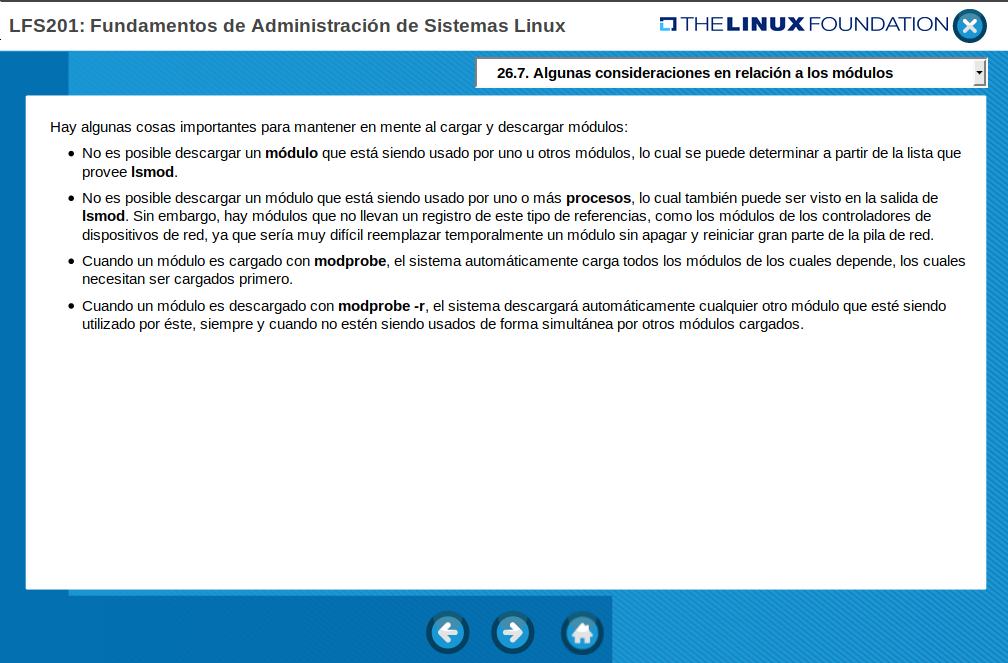 LFS201: Fundamentos de Administración de Sistemas Linux
THE LINUX FOUNDATION
26.7. Algunas consideraciones en relación a los módulos
Hay algunas cosas importantes para mantener en mente al cargar y descargar módulos:
• No es posible descargar un módulo que está siendo usado por uno u otros módulos, lo cual se puede determinar a partir de la lista que
provee lsmod.
• No es posible descargar un módulo que está siendo usado por uno o más procesos, lo cual también puede ser visto en la salida de
lsmod. Sin embargo, hay módulos que no llevan un registro de este tipo de referencias, como los módulos de los controladores de
dispositivos de red, ya que sería muy difícil reemplazar temporalmente un módulo sin apagar y reiniciar gran parte de la pila de red.
• Cuando un módulo es cargado con modprobe, el sistema automáticamente carga todos los módulos de los cuales depende, los cuales
necesitan ser cargados primero.
• Cuando un módulo es descargado con modprobe -r, el sistema descargará automáticamente cualquier otro módulo que esté siendo
utilizado por éste, siempre y cuando no estén siendo usados de forma simultánea por otros módulos cargados.